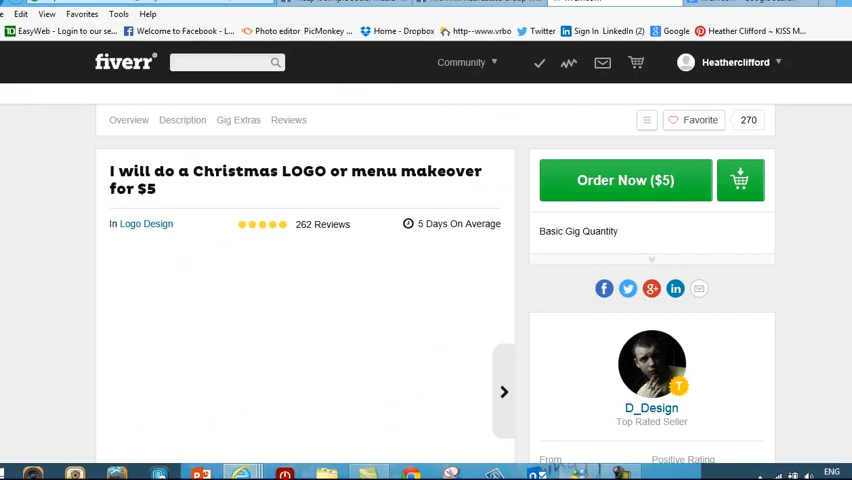 Edit View Favorites Tools Help
EasyWeb - Login to our se... Welcome to Facebook - L... Photo editor PicMonkey ... Home - Dropbox http--www.vrbo Twitter Sign In LinkedIn (2) Google Heather Clifford ~ KISS M...
fiverr Community Heatherclifford
Overview Description Gig Extras Reviews Favorite 270
I will do a Christmas LOGO or menu makeover
for $5
Order Now ($5)
In Logo Design 262 Reviews 5 Days On Average
Basic Gig Quantity
T
D_Design
Top Rated Seller
From Positive Rating
ENG